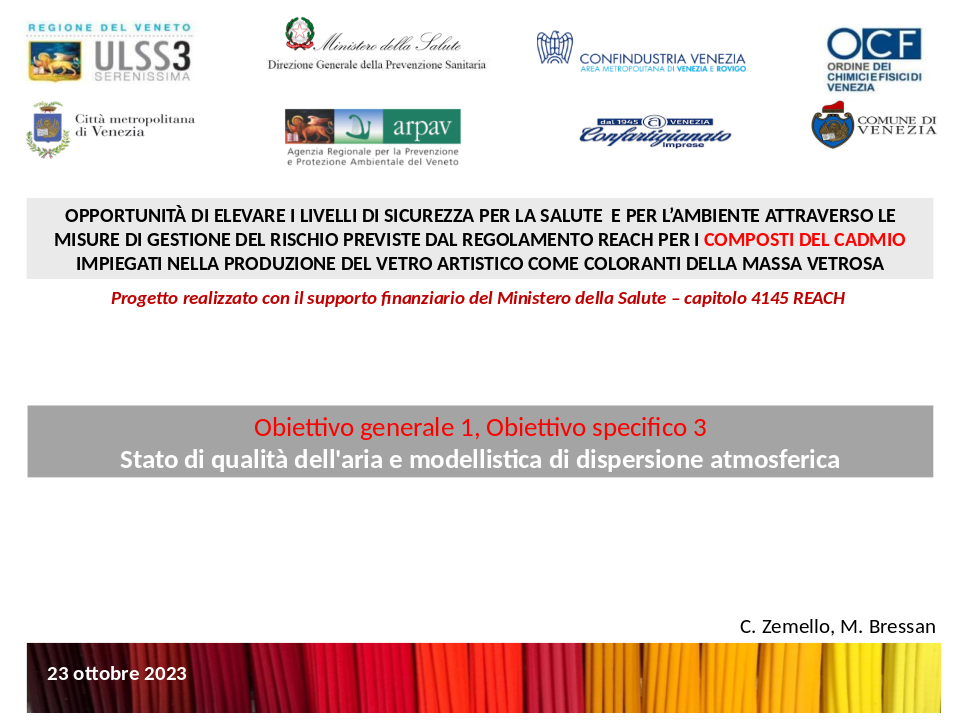 REGIONE DEL VENETO
ULSS3
SERENISSIMA
Ministero della Salute
Direzione Generale della Prevenzione Sanitaria
CONFINDUSTRIA VENEZIA
AREA METROPOLITANA DI VENEZIA E ROVIGO
OCF
ORDINE DEI
CHIMICI E FISICI DI
VENEZIA
Città metropolitana
di Venezia
arpav
Agenzia Regionale per la Prevenzione
e Protezione Ambientale del Veneto
dal 1945 a VENEZIA
Confartigianato
Imprese
COMUNE DI
VENEZIA
OPPORTUNITÀ DI ELEVARE I LIVELLI DI SICUREZZA PER LA SALUTE E PER L'AMBIENTE ATTRAVERSO LE
MISURE DI GESTIONE DEL RISCHIO PREVISTE DAL REGOLAMENTO REACH PER I COMPOSTI DEL CADMIO
IMPIEGATI NELLA PRODUZIONE DEL VETRO ARTISTICO COME COLORANTI DELLA MASSA VETROSA
Progetto realizzato con il supporto finanziario del Ministero della Salute – capitolo 4145 REACH
Obiettivo generale 1, Obiettivo specifico 3
Stato di qualità dell'aria e modellistica di dispersione atmosferica
C. Zemello, M. Bressan
23 ottobre 2023